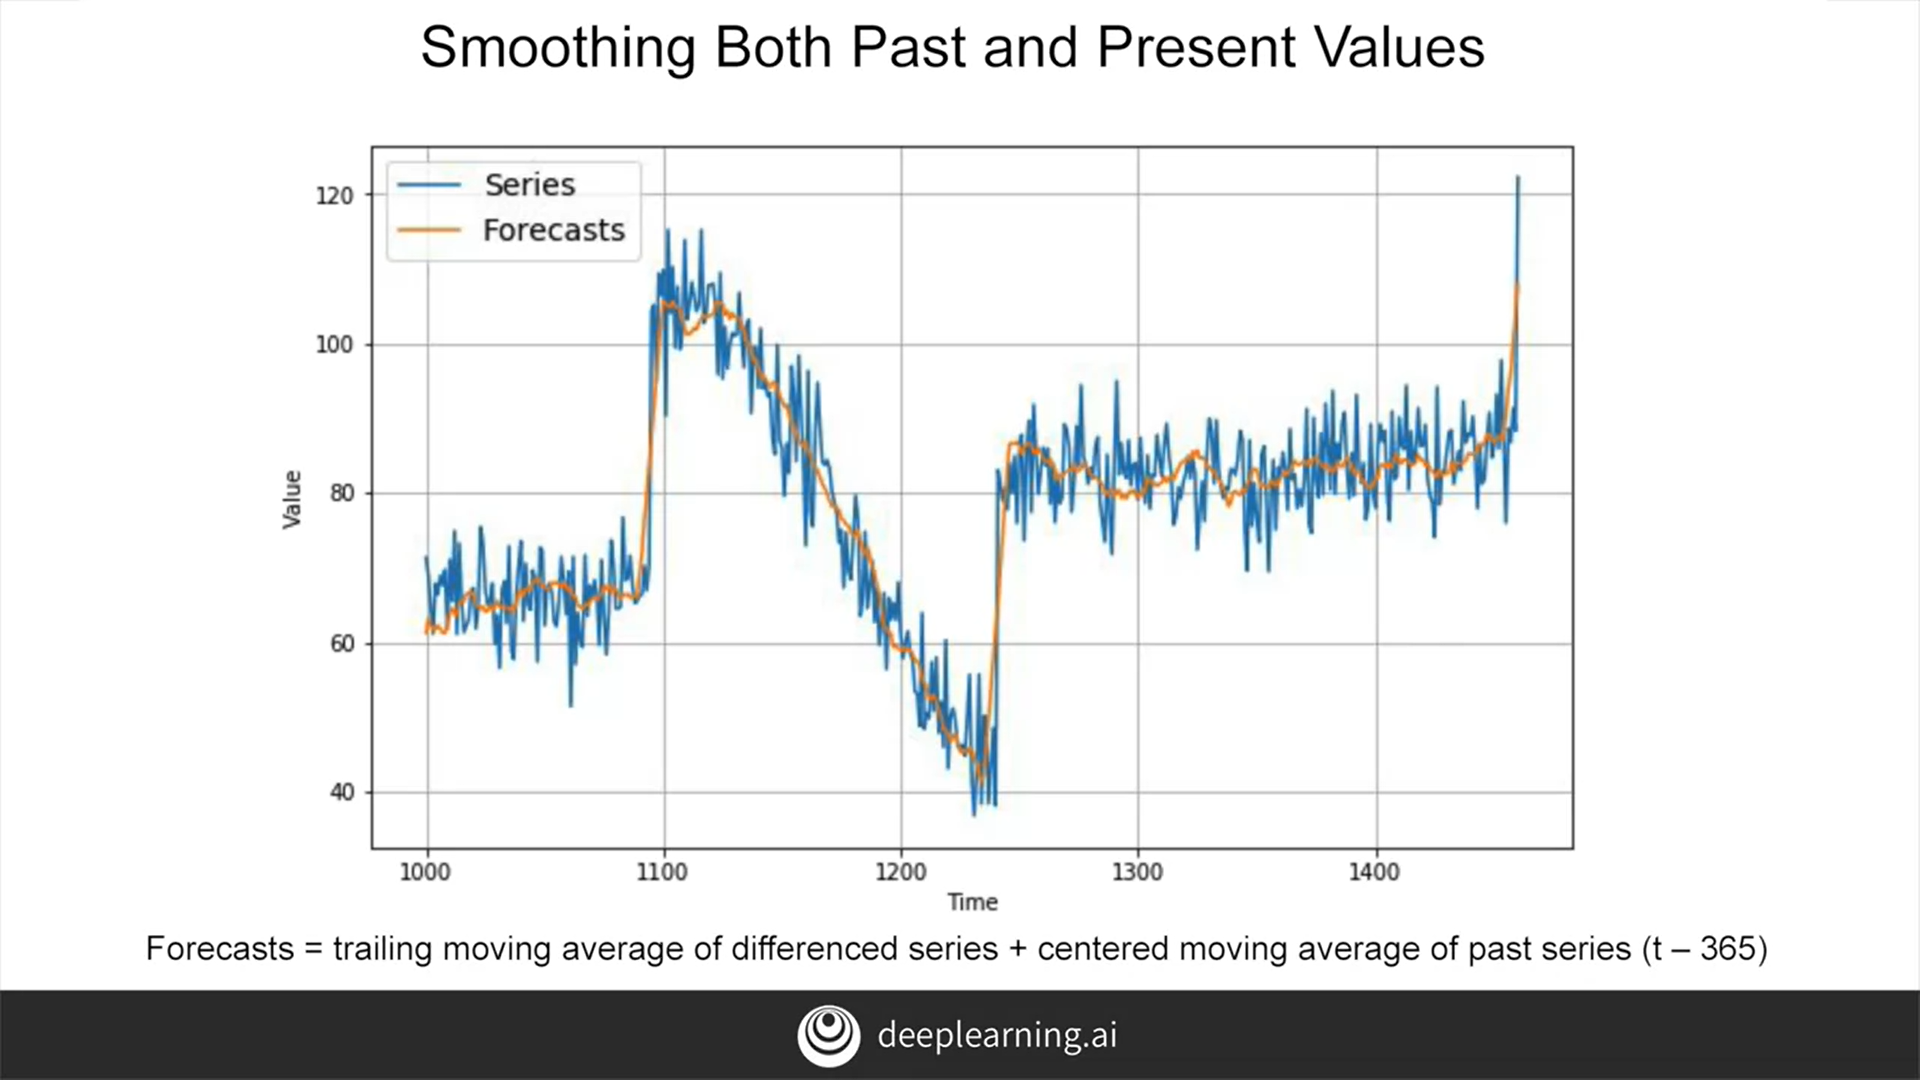 Smoothing Both Past and Present Values
Series
Forecasts
120
100
80
60
40
Value
1000 1100 1200 1300 1400
Time
Forecasts = trailing moving average of differenced series + centered moving average of past series (t – 365)
deeplearning.ai